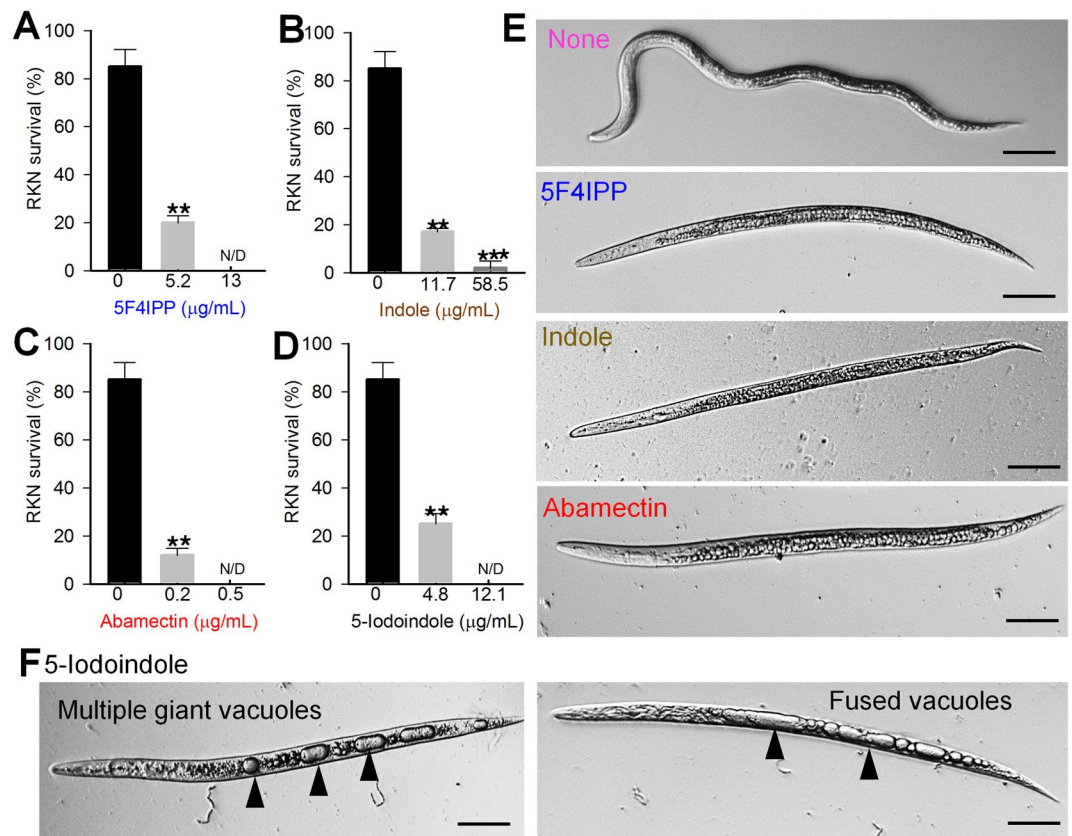 A
RKN survival (%)
100
80
60
40
20
0
**
N/D
0 5.2 13
5F4IPP (μg/mL)
B
RKN survival (%)
100
80
60
40
20
0
**
***
0 11.7 58.5
Indole (μg/mL)
C
RKN survival (%)
100
80
60
40
20
0
**
N/D
0 0.2 0.5
Abamectin (μg/mL)
D
RKN survival (%)
100
80
60
40
20
0
**
N/D
0 4.8 12.1
5-Iodoindole (μg/mL)
E
None
5F4IPP
Indole
Abamectin
F 5-Iodoindole
Multiple giant vacuoles
Fused vacuoles